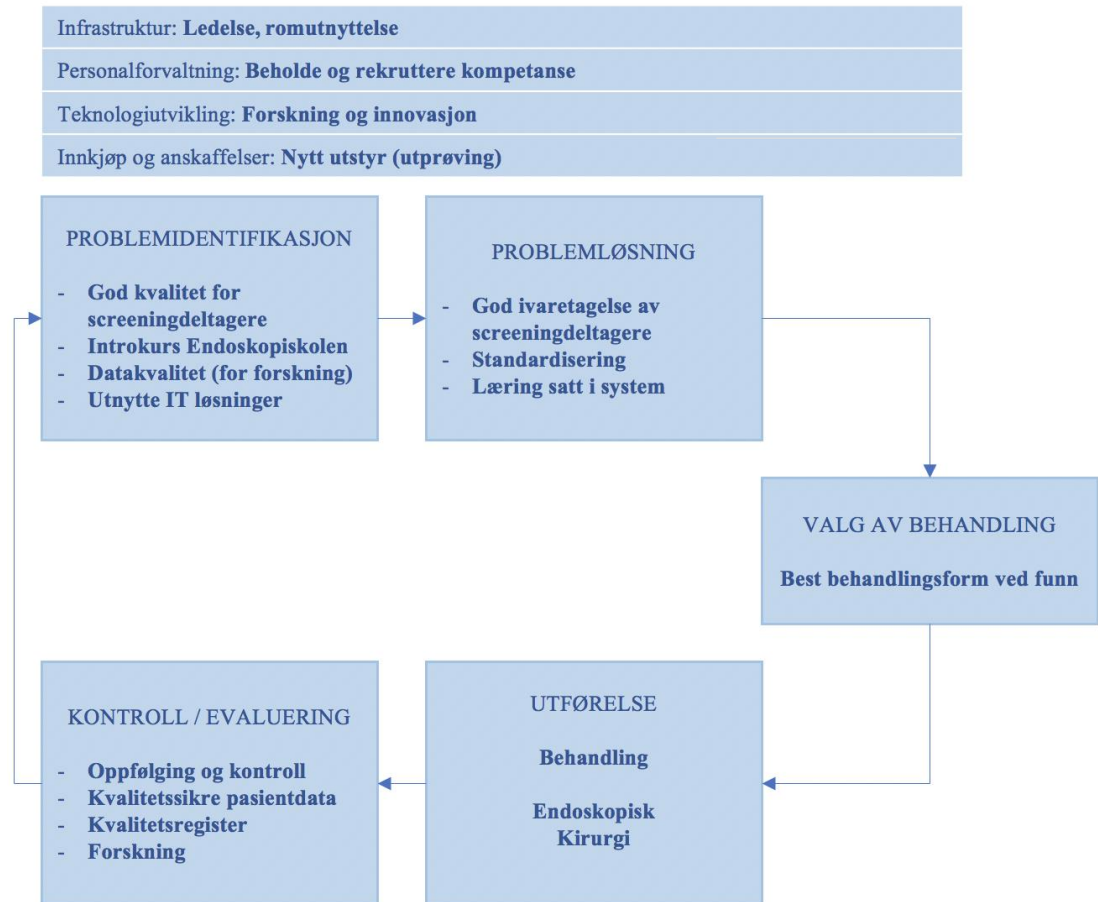 Infrastruktur: Ledelse, romutnyttelse
Personalforvaltning: Beholde og rekruttere kompetanse
Teknologiutvikling: Forskning og innovasjon
Innkjøp og anskaffelser: Nytt utstyr (utprøving)
PROBLEMIDENTIFIKASJON
- God kvalitet for
screeningdeltagere
- Introkurs Endoskopiskolen
- Datakvalitet (for forskning)
- Utnytte IT løsninger
PROBLEMLØSNING
- God ivaretagelse av
screeningdeltagere
- Standardisering
- Læring satt i system
VALG AV BEHANDLING
Best behandlingsform ved funn
UTFØRELSE
Behandling
Endoskopisk
Kirurgi
KONTROLL / EVALUERING
- Oppfølging og kontroll
- Kvalitetssikre pasientdata
- Kvalitetsregister
- Forskning